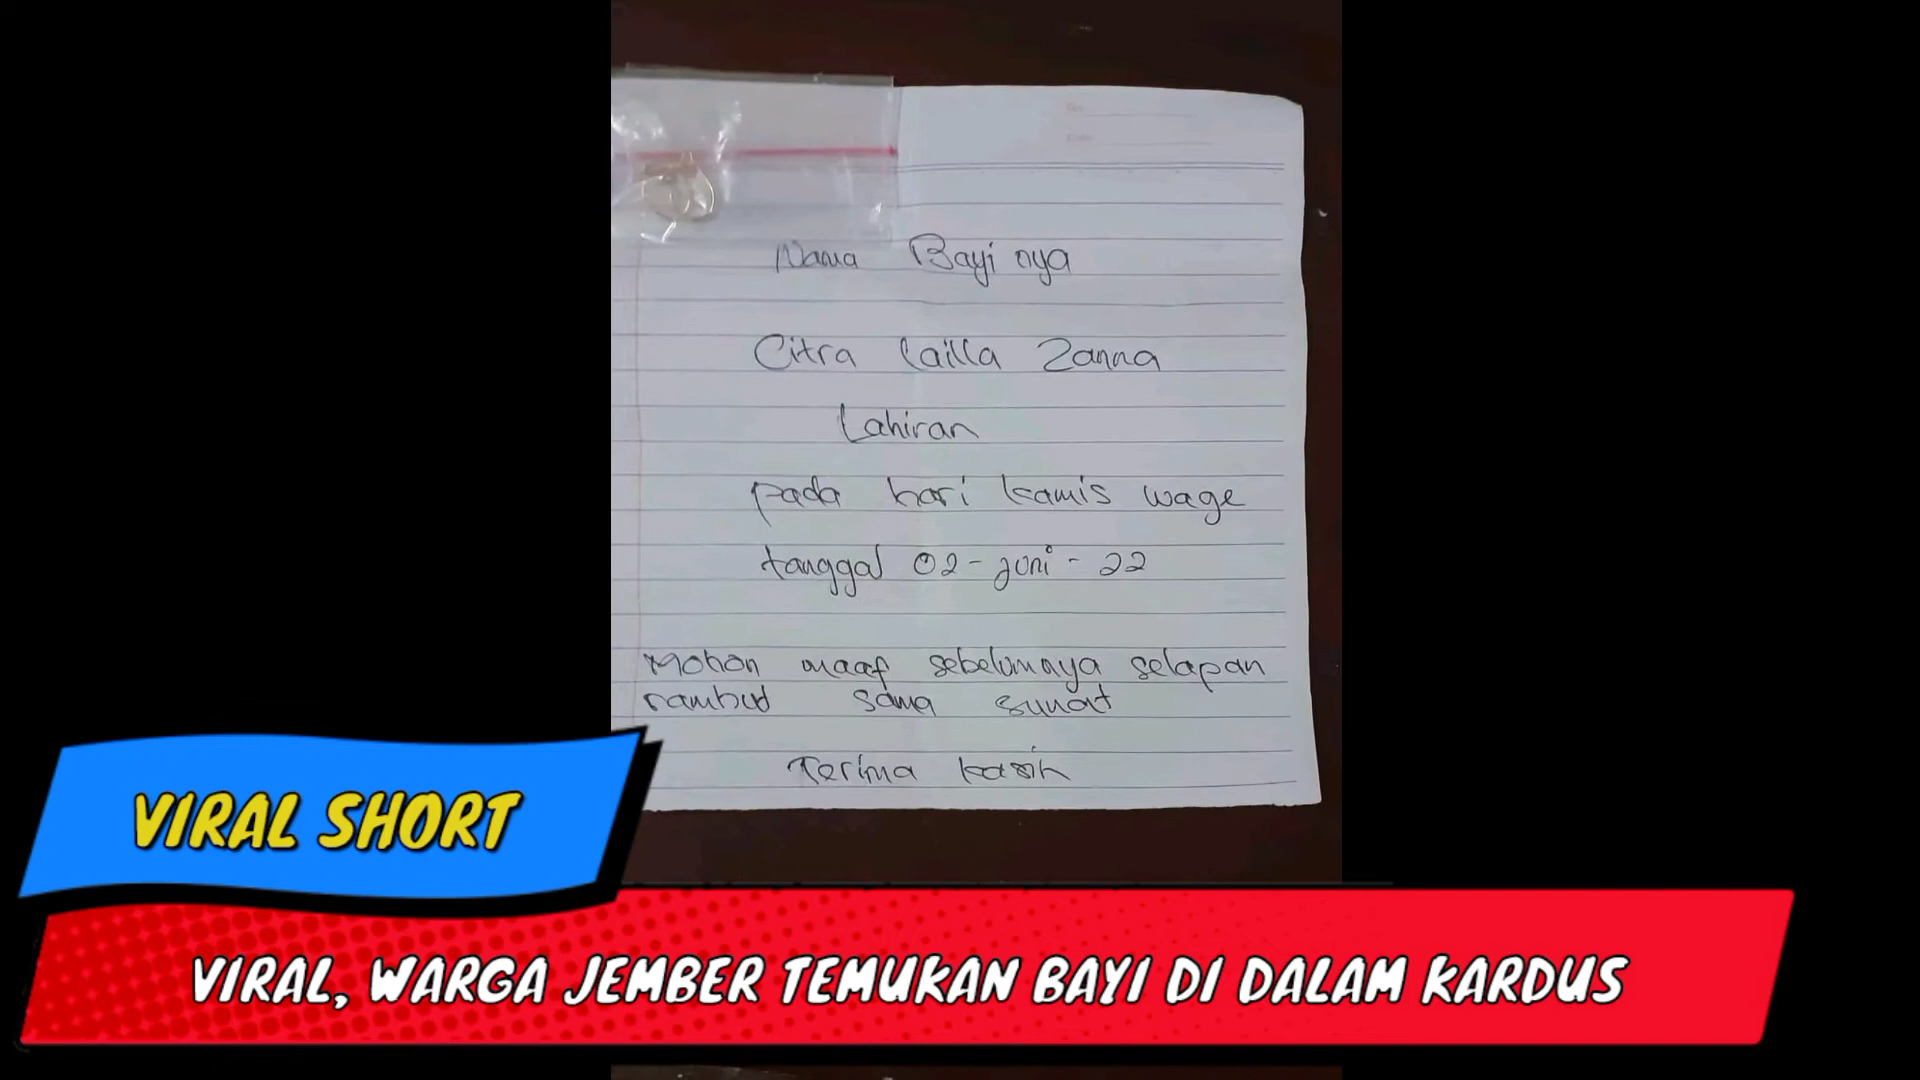 Nama Bayi nya
Citra Lailla Zanna
Lahiran
pada hari kamis wage
tanggal 02-juni-22
Mohon maaf sebelumnya selapan
rambut sama sunat
Terima kasih
VIRAL SHORT
VIRAL, WARGA JEMBER TEMUKAN BAYI DI DALAM KARDUS